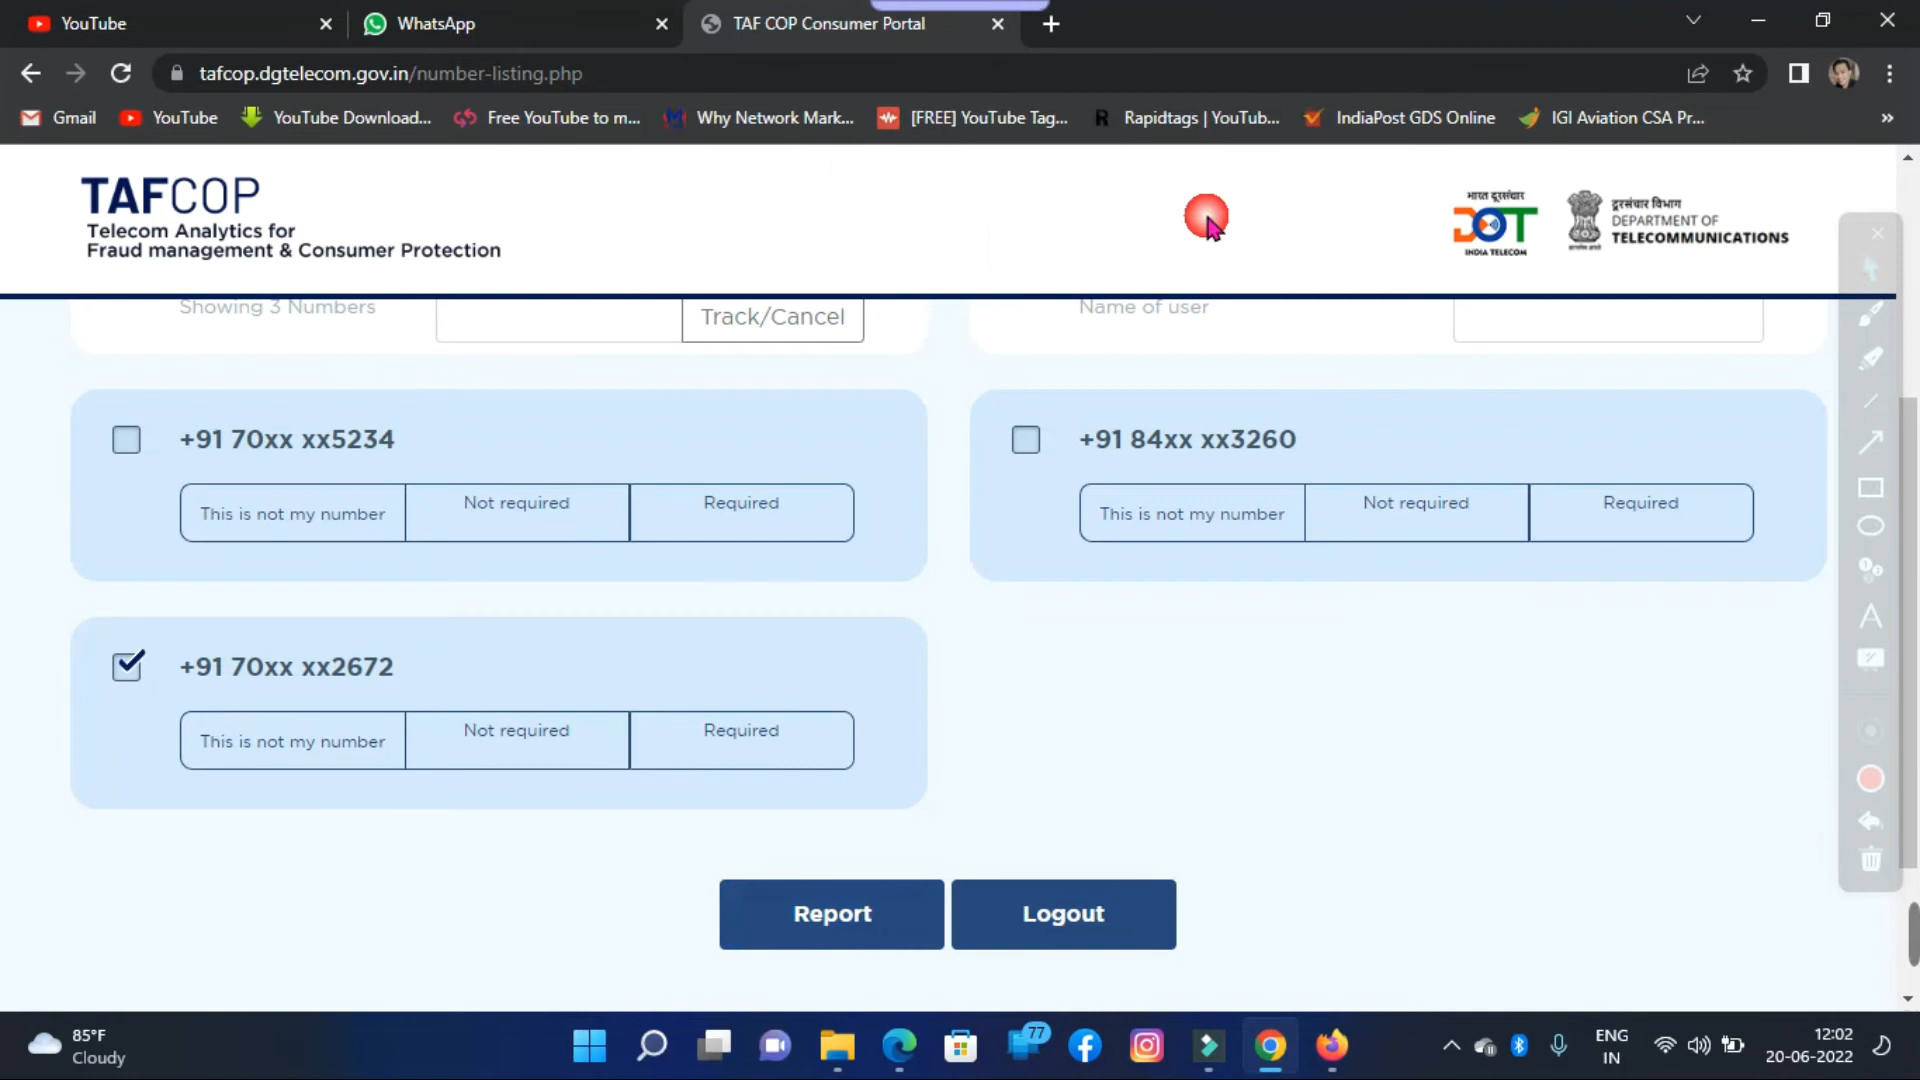 YouTube
WhatsApp
TAF COP Consumer Portal
tafcop.dgtelecom.gov.in/number-listing.php
Gmail
YouTube
YouTube Download...
Free YouTube to m...
Why Network Mark...
[FREE] YouTube Tag...
Rapidtags | YouTub...
IndiaPost GDS Online
IGI Aviation CSA Pr...
TAFCOP
Telecom Analytics for
Fraud management & Consumer Protection
भारत दूरसंचार
DOT
INDIA TELECOM
दूरसंचार विभाग
DEPARTMENT OF
TELECOMMUNICATIONS
Showing 3 Numbers
Track/Cancel
Name of user
+91 70xx xx5234
This is not my number
Not required
Required
+91 84xx xx3260
This is not my number
Not required
Required
+91 70xx xx2672
This is not my number
Not required
Required
Report
Logout
85°F
Cloudy
77
ENG
IN
12:02
20-06-2022